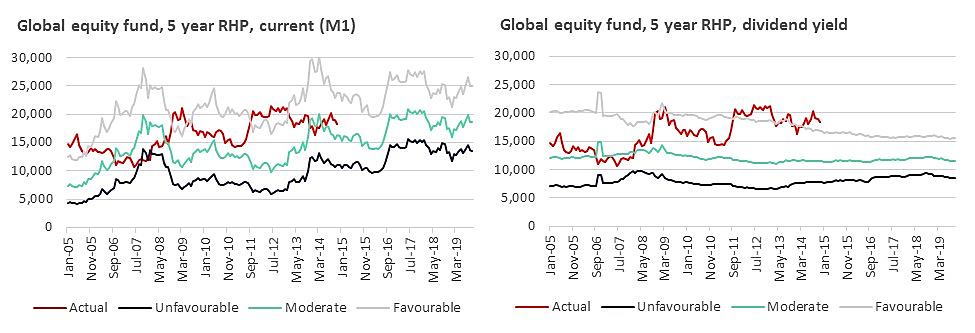 Global equity fund, 5 year RHP, current (M1)
30,000
25,000
20,000
15,000
10,000
5,000
0
Jan-05
Nov-05
Sep-06
Jul-07
May-08
Mar-09
Jan-10
Nov-10
Sep-11
Jul-12
May-13
Mar-14
Jan-15
Nov-15
Sep-16
Jul-17
May-18
Mar-19
Actual
Unfavourable
Moderate
Favourable
Global equity fund, 5 year RHP, dividend yield
30,000
25,000
20,000
15,000
10,000
5,000
0
Jan-05
Nov-05
Sep-06
Jul-07
May-08
Mar-09
Jan-10
Nov-10
Sep-11
Jul-12
May-13
Mar-14
Jan-15
Nov-15
Sep-16
Jul-17
May-18
Mar-19
Actual
Unfavourable
Moderate
Favourable